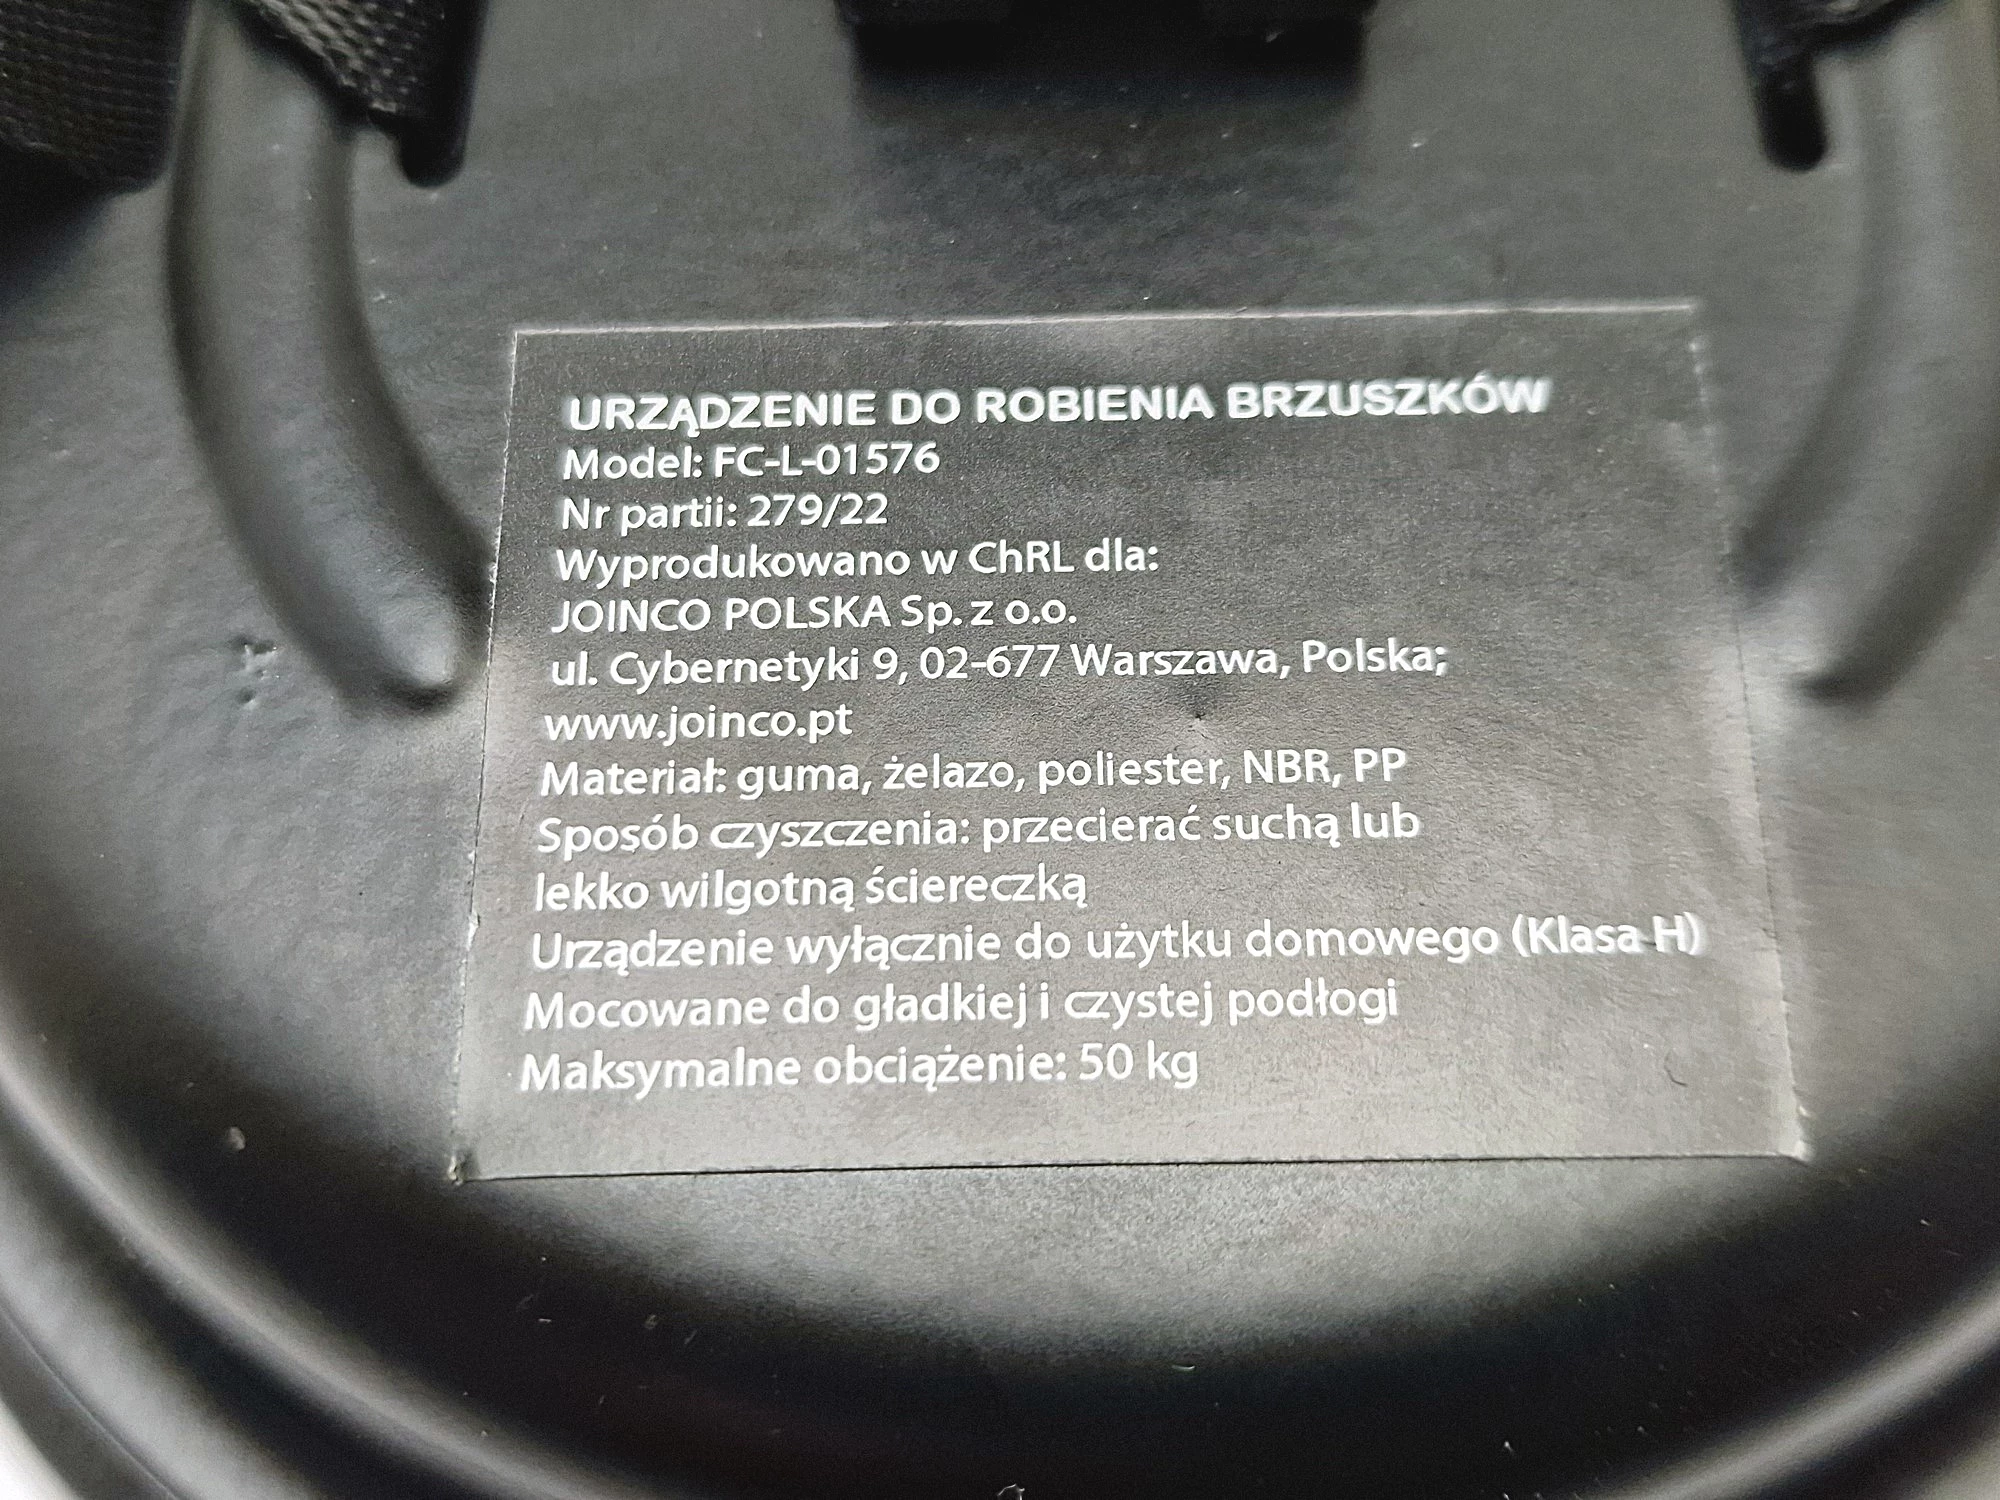 URZĄDZENIE DO ROBIENIA BRZUSZKÓW
Model: FC-L-01576
Nr partii: 279/22
Wyprodukowano w ChRL dla:
JOINCO POLSKA Sp. z o.o.
ul. Cybernetyki 9, 02-677 Warszawa, Polska;
www.joinco.pt
Materiał: guma, żelazo, poliester, NBR, PP
Sposób czyszczenia: przecierać suchą lub
lekko wilgotną ściereczką
Urządzenie wyłącznie do użytku domowego (Klasa H)
Mocowane do gładkiej i czystej podłogi
Maksymalne obciążenie: 50 kg